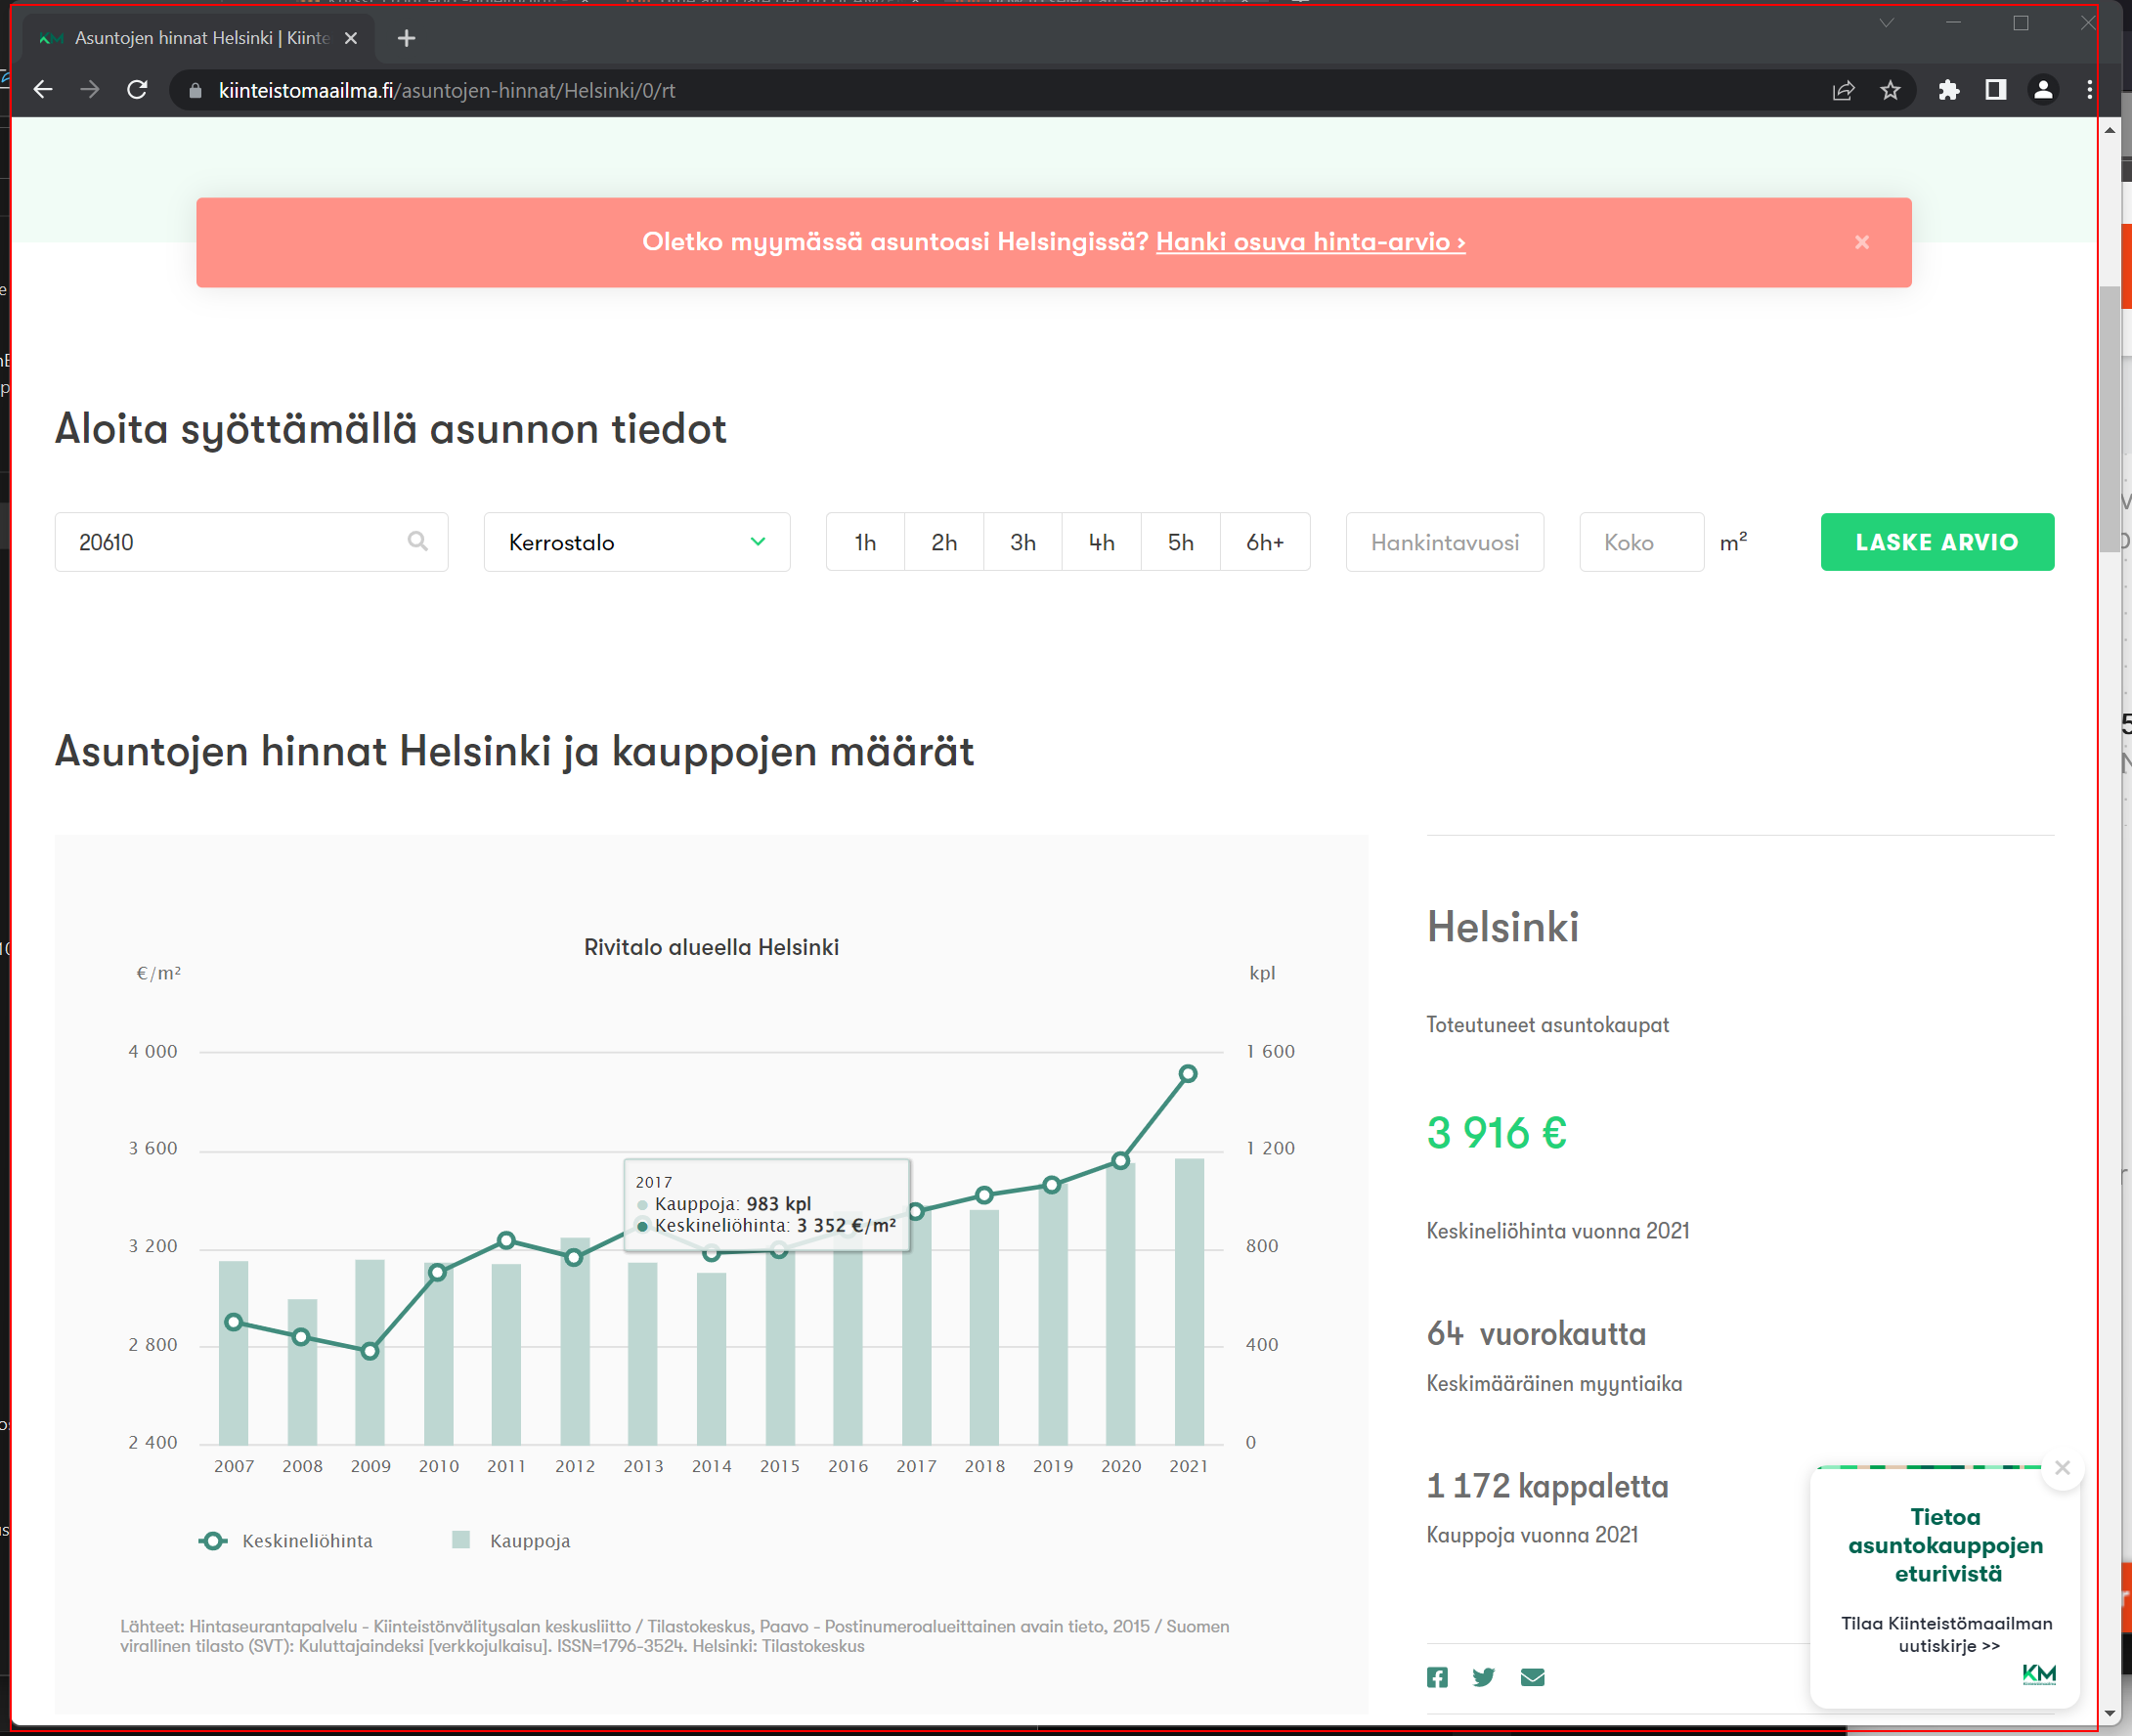 Asuntojen hinnat Helsinki | Kiinte
kiinteistomaailma.fi/asuntojen-hinnat/Helsinki/0/rt
Oletko myymässä asuntoasi Helsingissä? Hanki osuva hinta-arvio ›
Aloita syöttämällä asunnon tiedot
20610 Kerrostalo 1h 2h 3h 4h 5h 6h+ Hankintavuosi Koko m² LASKE ARVIO
Asuntojen hinnat Helsinki ja kauppojen määrät
Rivitalo alueella Helsinki
€/m² kpl
4 000 1 600
3 600 1 200
3 200 800
2 800 400
2 400 0
2017
Kauppoja: 983 kpl
Keskineliöhinta: 3 352 €/m²
2007 2008 2009 2010 2011 2012 2013 2014 2015 2016 2017 2018 2019 2020 2021
Keskineliöhinta Kauppoja
Lähteet: Hintaseurantapalvelu - Kiinteistönvälitysalan keskusliitto / Tilastokeskus, Paavo - Postinumeroalueittainen avain tieto, 2015 / Suomen
virallinen tilasto (SVT): Kuluttajaindeksi [verkkojulkaisu]. ISSN=1796-3524. Helsinki: Tilastokeskus
Helsinki
Toteutuneet asuntokaupat
3 916 €
Keskineliöhinta vuonna 2021
64 vuorokautta
Keskimääräinen myyntiaika
1 172 kappaletta
Kauppoja vuonna 2021
Tietoa
asuntokauppojen
eturivistä
Tilaa Kiinteistömaailman
uutiskirje >>
KM